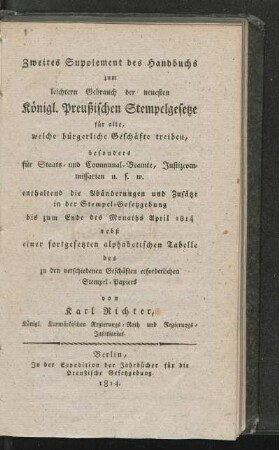 Zweites Supplement des Handbuchs
zum
leichtern Gebrauch der neuesten
Königl. Preußischen Stempelgesetze
für alle,
welche bürgerliche Geschäfte treiben,
besonders
für Staats- und Communal-Beamte, Justizcom-
missarien u. s. w.
enthaltend die Abänderungen und Zusätze
in der Stempel-Gesetzgebung
bis zum Ende des Monaths April 1814
nebst
einer fortgesetzten alphabetischen Tabelle
des
zu den verschiedenen Geschäften erforderlichen
Stempel-Papiers
von
Karl Richter,
Königl. Kurmärkischen Regierungs-Rath und Regierungs-
Justitiarius.
Berlin,
In der Expedition der Jahrbücher für die
Preußische Gesetzgebung.
1814.